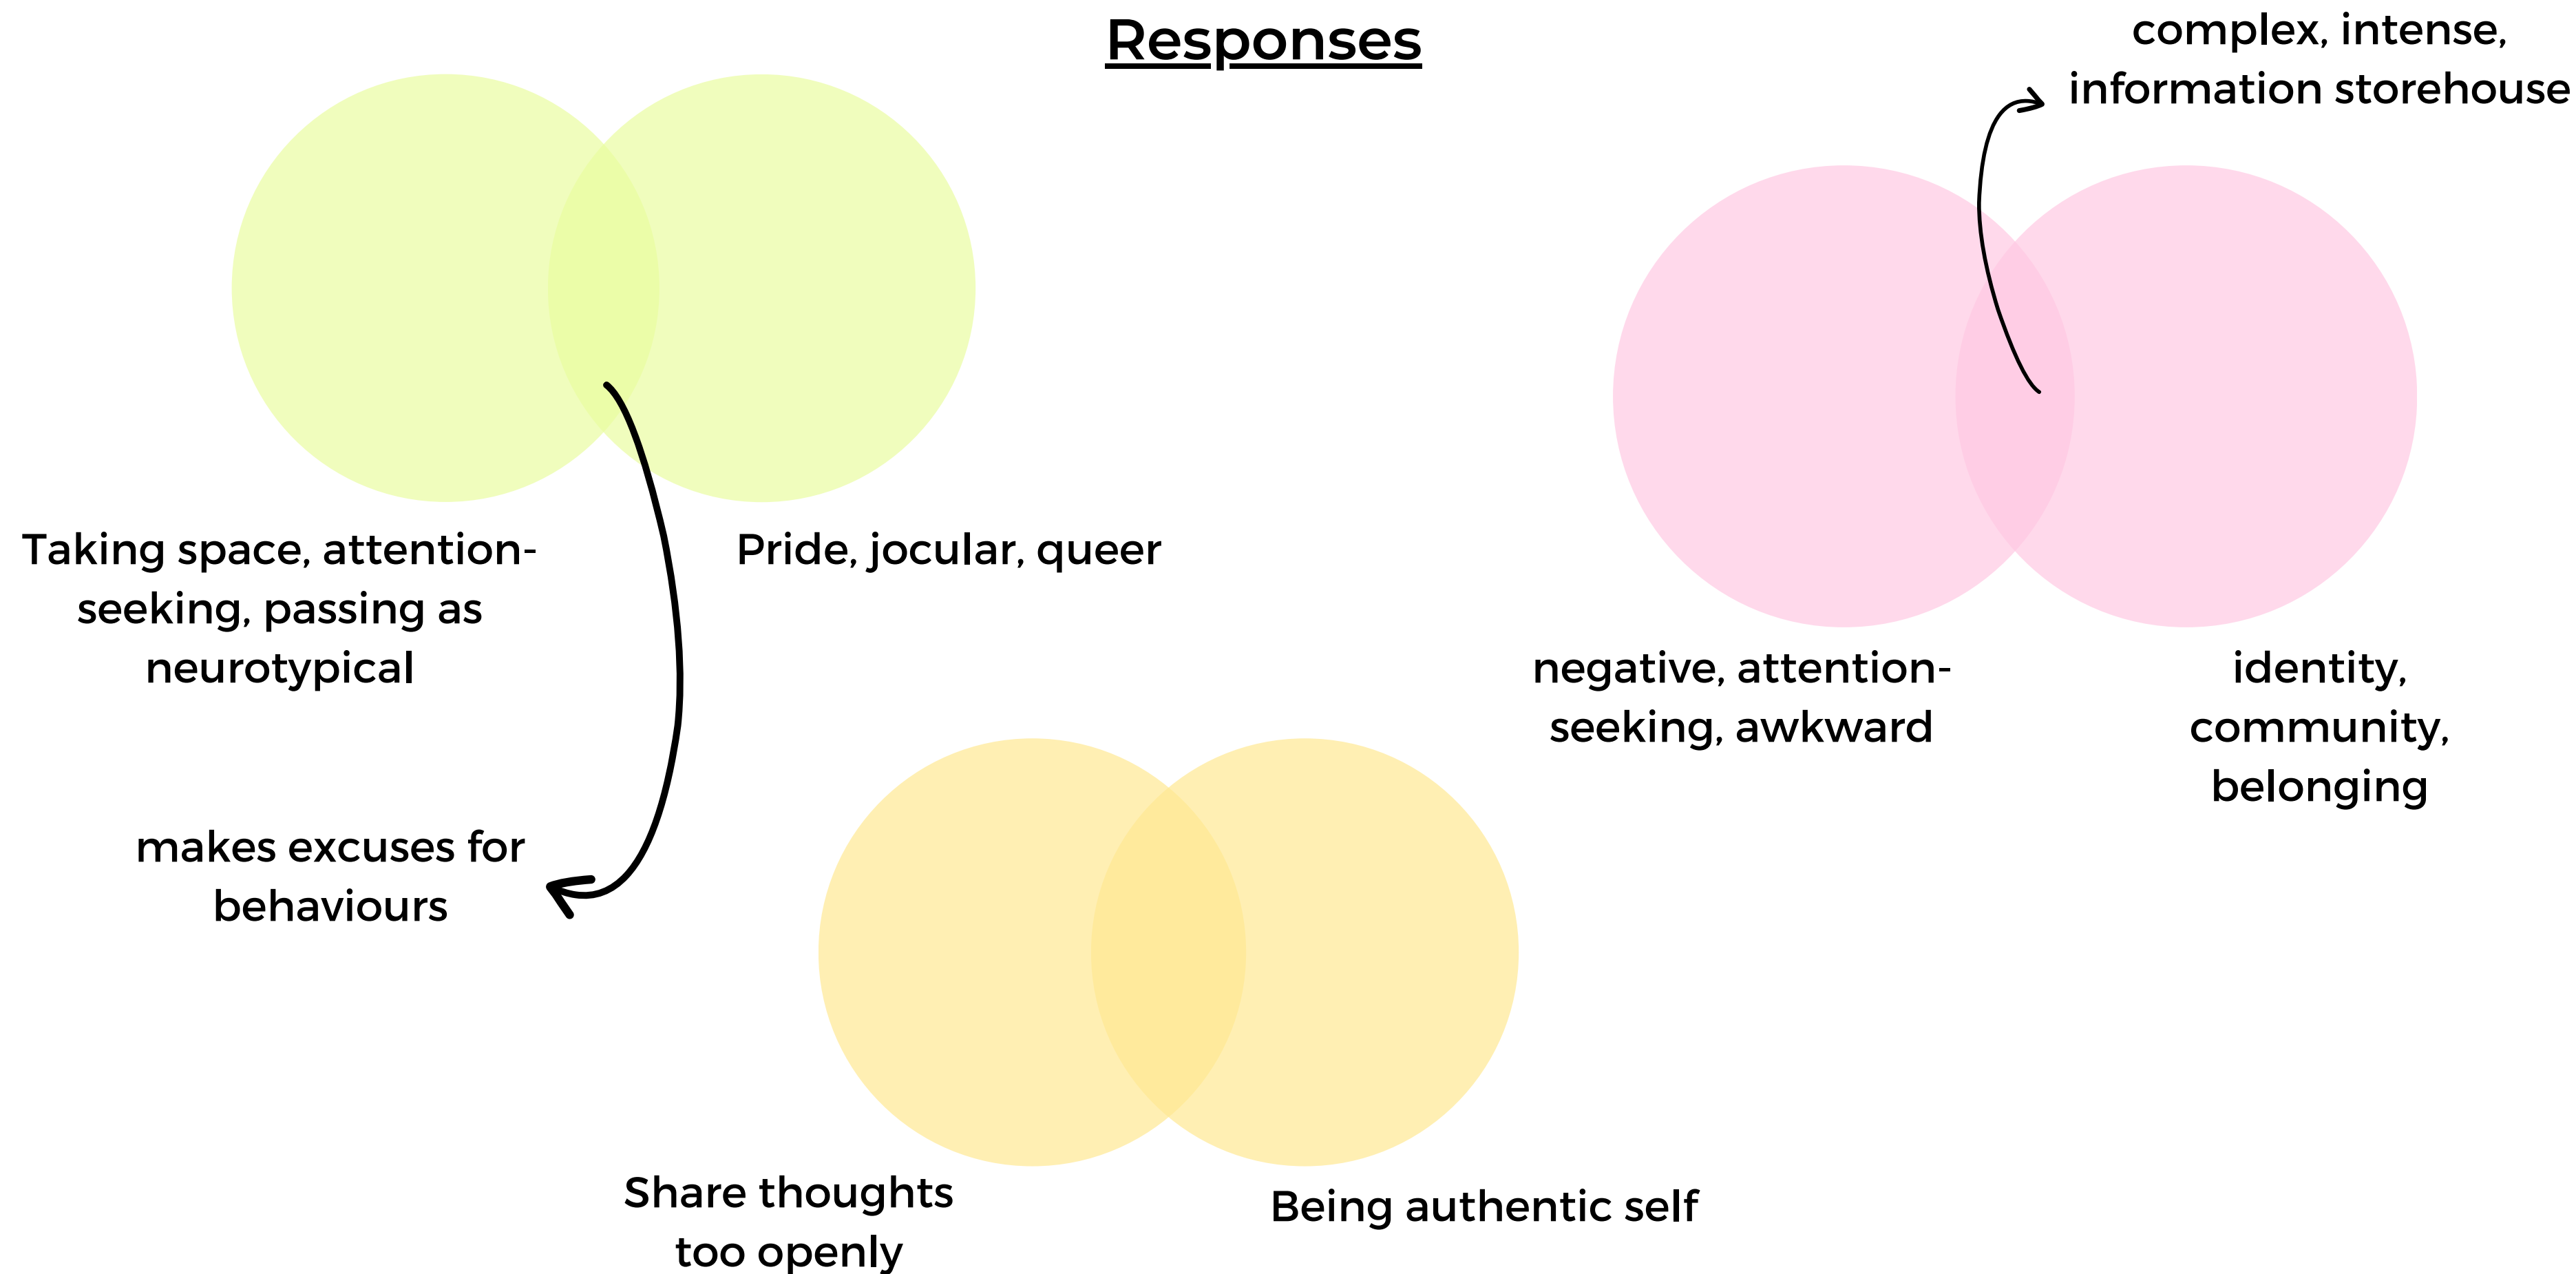 Responses
complex, intense,
information storehouse
Taking space, attention-
seeking, passing as
neurotypical
Pride, jocular, queer
makes excuses for
behaviours
negative, attention-
seeking, awkward
identity,
community,
belonging
Share thoughts
too openly
Being authentic self